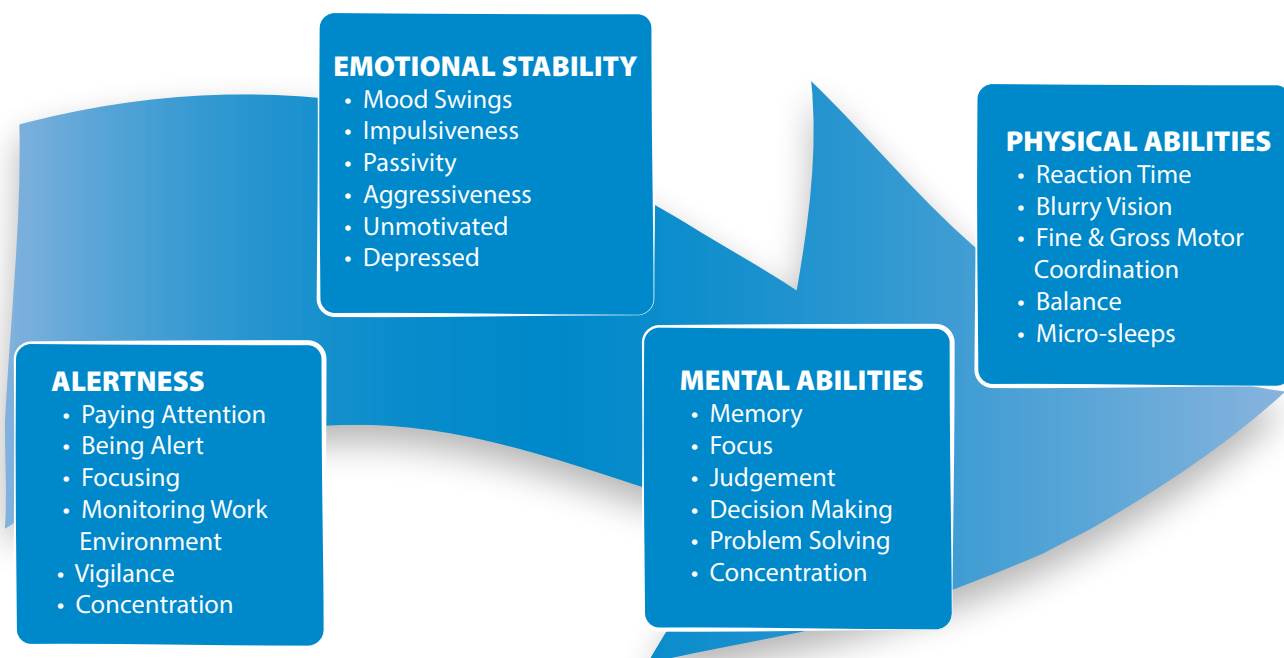 EMOTIONAL STABILITY
• Mood Swings
• Impulsiveness
• Passivity
• Aggressiveness
• Unmotivated
• Depressed
PHYSICAL ABILITIES
• Reaction Time
• Blurry Vision
• Fine & Gross Motor
Coordination
• Balance
• Micro-sleeps
ALERTNESS
• Paying Attention
• Being Alert
• Focusing
• Monitoring Work
Environment
• Vigilance
• Concentration
MENTAL ABILITIES
• Memory
• Focus
• Judgement
• Decision Making
• Problem Solving
• Concentration